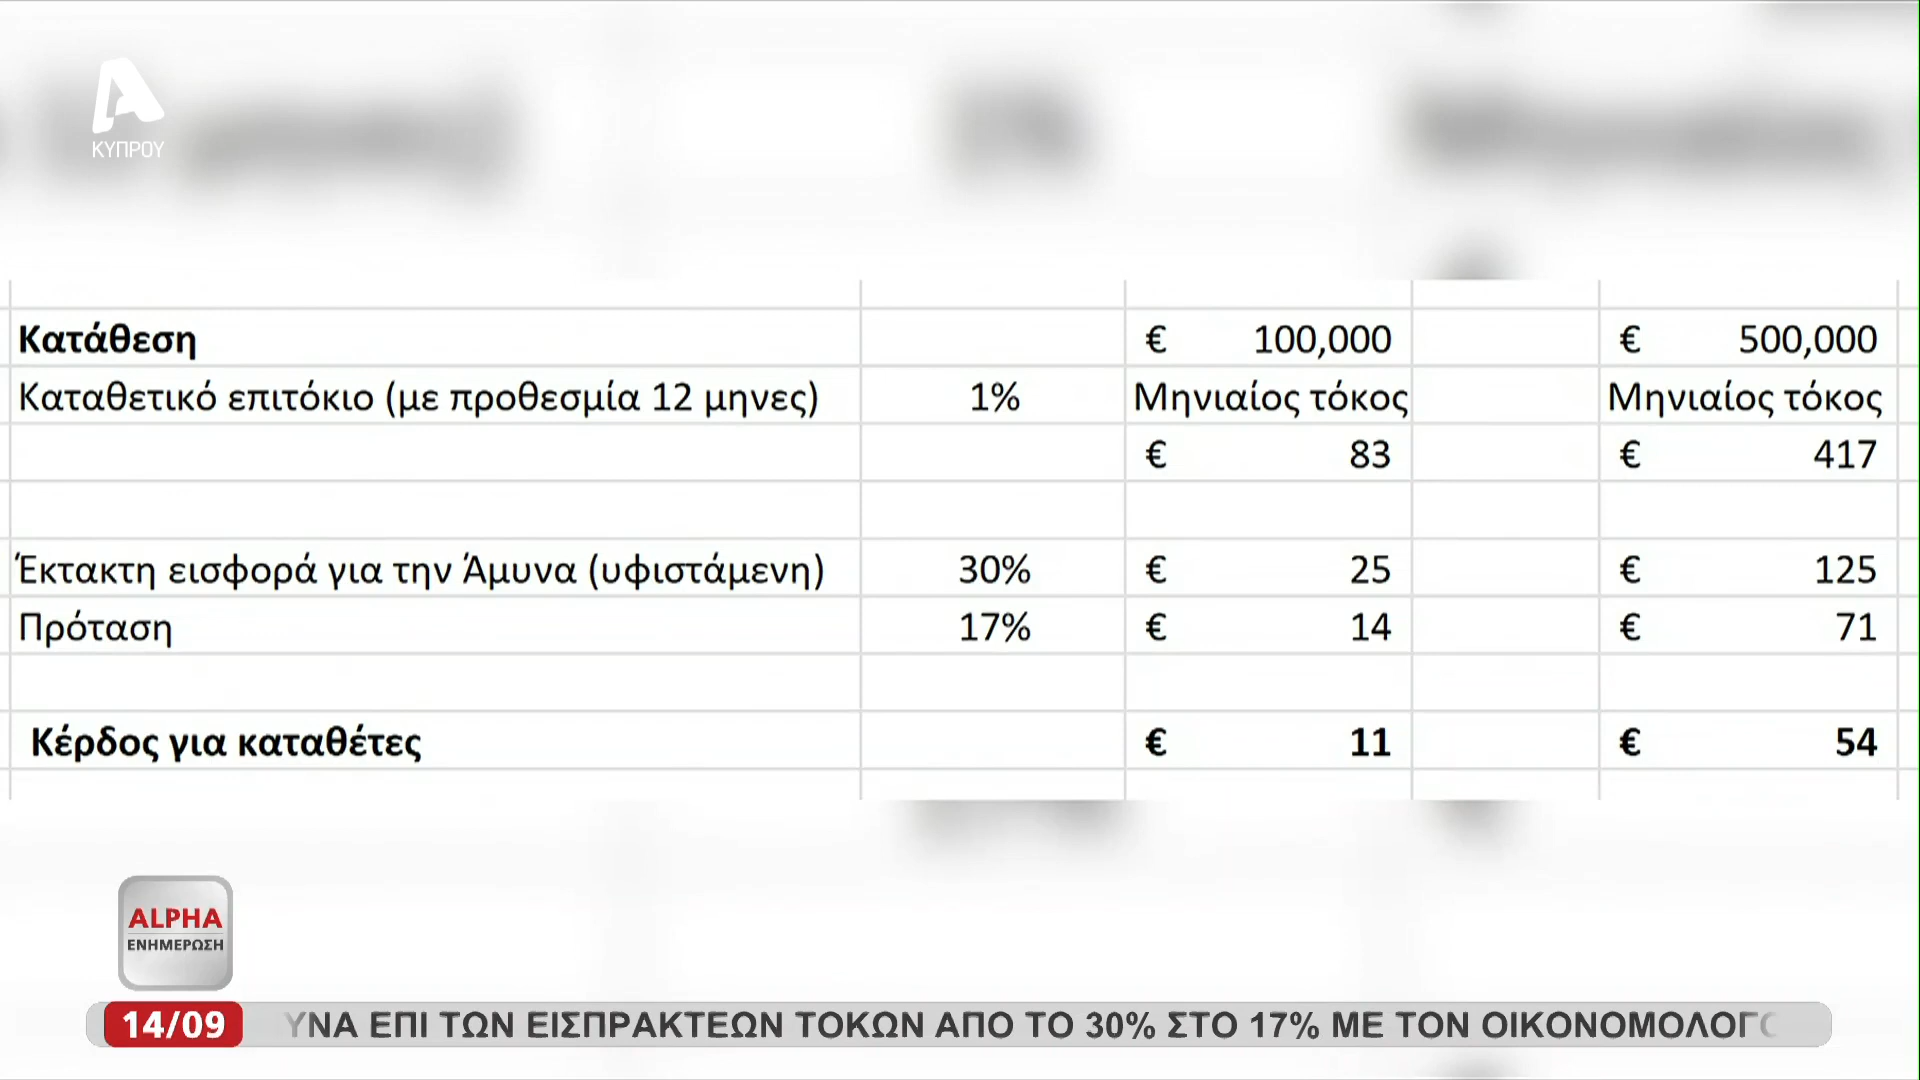 ΚΥΠΡΟΥ
Κατάθεση € 100,000 € 500,000
Καταθετικό επιτόκιο (με προθεσμία 12 μηνες) 1% Μηνιαίος τόκος Μηνιαίος τόκος
€ 83 € 417
Έκτακτη εισφορά για την Άμυνα (υφιστάμενη) 30% € 25 € 125
Πρόταση 17% € 14 € 71
Κέρδος για καταθέτες € 11 € 54
ALPHA
ΕΝΗΜΕΡΩΣΗ
14/09 ΥΝΑ ΕΠΙ ΤΩΝ ΕΙΣΠΡΑΚΤΕΩΝ ΤΟΚΩΝ ΑΠΟ ΤΟ 30% ΣΤΟ 17% ΜΕ ΤΟΝ ΟΙΚΟΝΟΜΟΛΟΓΟ